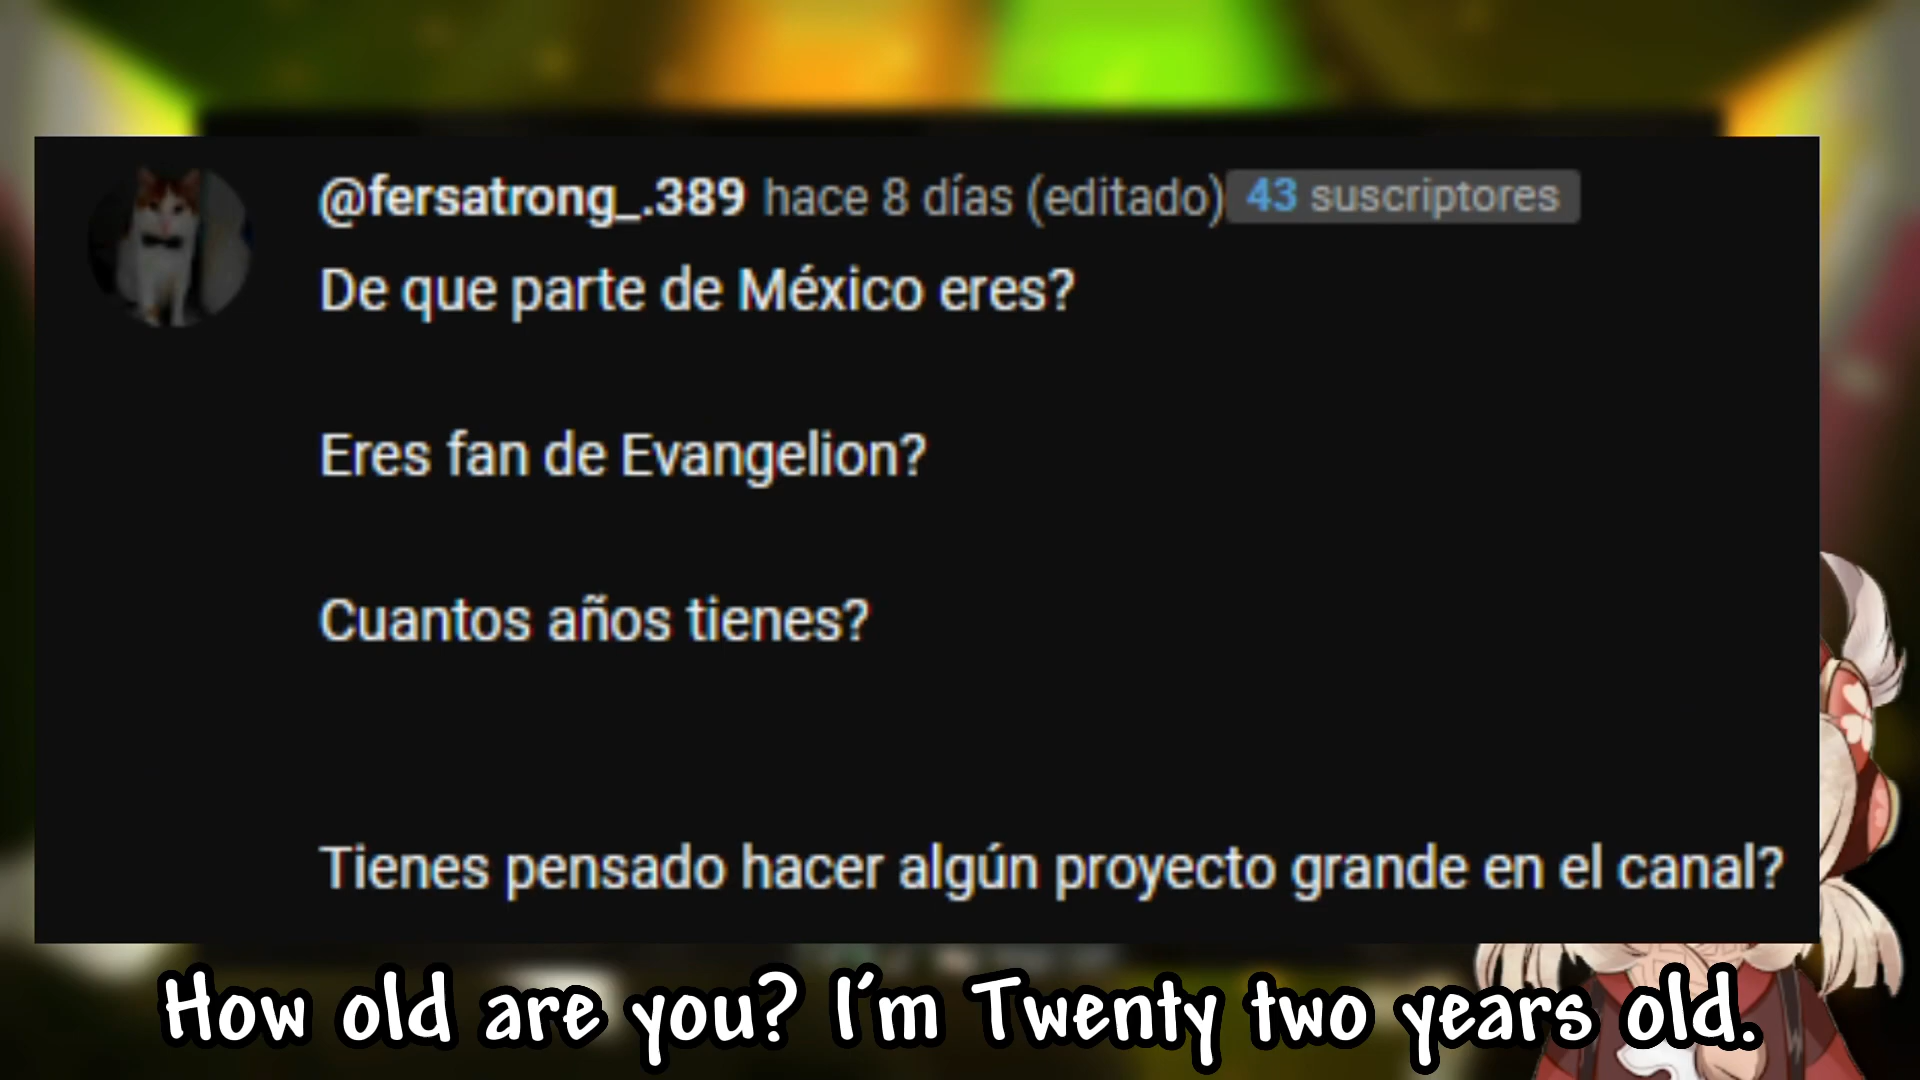 @fersatrong_.389 hace 8 días (editado) 43 suscriptores
De que parte de México eres?
Eres fan de Evangelion?
Cuantos años tienes?
Tienes pensado hacer algún proyecto grande en el canal?
How old are you? I´m Twenty two years old.